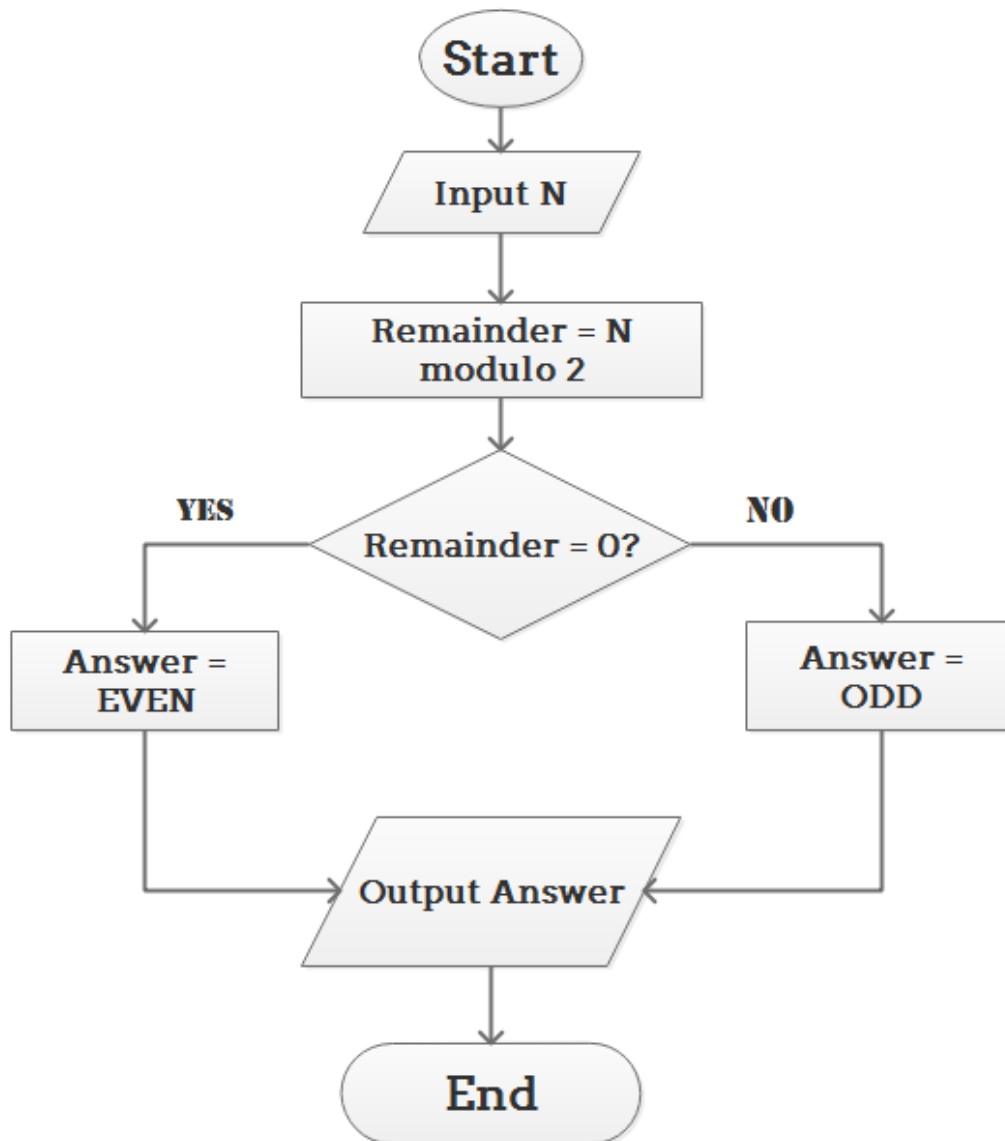 Start
Input N
Remainder = N
modulo 2
YES
NO
Remainder = 0?
Answer =
EVEN
Answer =
ODD
Output Answer
End